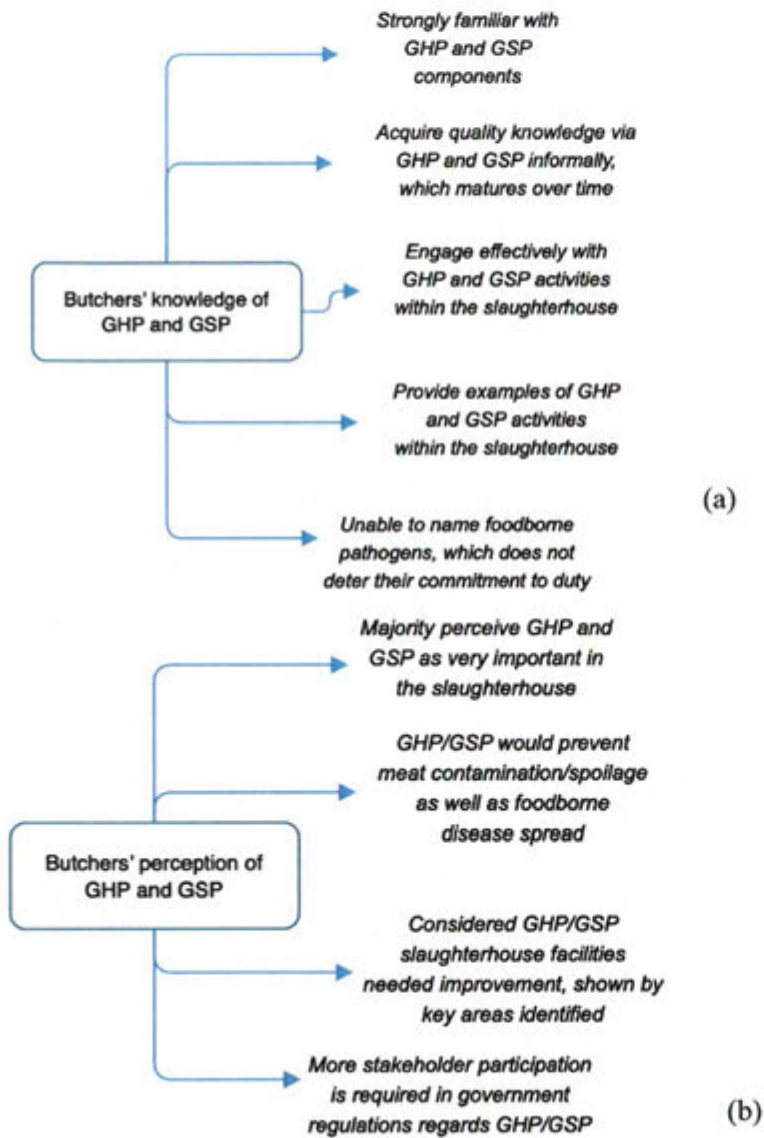 Strongly familiar with
GHP and GSP
components
Acquire quality knowledge via
GHP and GSP informally,
which matures over time
Engage effectively with
GHP and GSP activities
within the slaughterhouse
Butchers' knowledge of
GHP and GSP
Provide examples of GHP
and GSP activities
within the slaughterhouse
(a)
Unable to name foodborne
pathogens, which does not
deter their commitment to duty
Majority perceive GHP and
GSP as very important in
the slaughterhouse
GHP/GSP would prevent
meat contamination/spoilage
as well as foodborne
disease spread
Butchers' perception of
GHP and GSP
Considered GHP/GSP
slaughterhouse facilities
needed improvement, shown by
key areas identified
More stakeholder participation
is required in government
regulations regards GHP/GSP
(b)